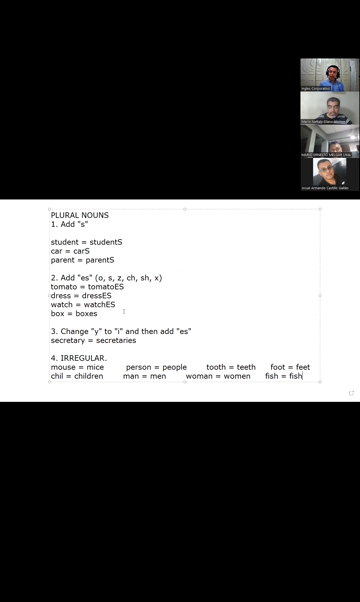 Ingles Corporativo
PLURAL NOUNS
1. Add "s"
student = studentS
car = carS
parent = parentS
2. Add "es" (o, s, z, ch, sh, x)
tomato = tomatoES
dress = dressES
watch = watchES
box = boxes
3. Change "y" to "i" and then add "es"
secretary = secretaries
4. IRREGULAR.
mouse = mice person = people tooth = teeth foot = feet
chil = children man = men woman = women fish = fish